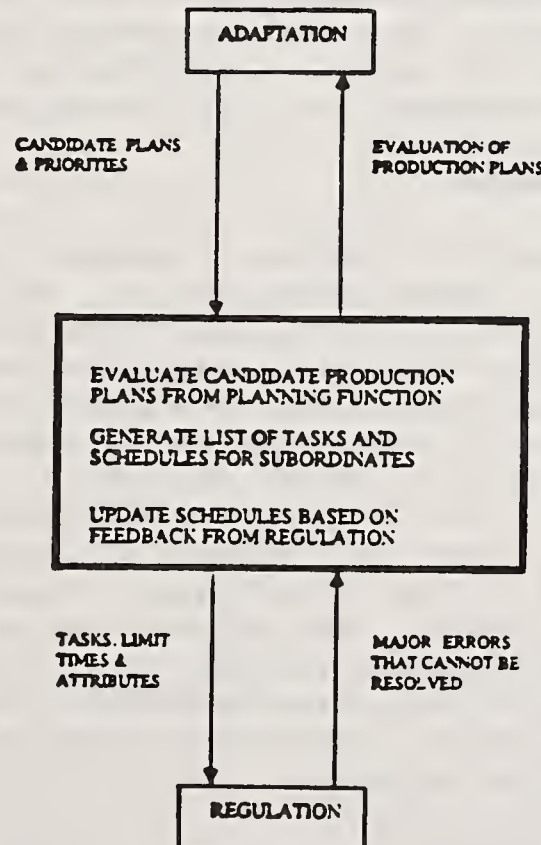 ADAPTATION
CANDIDATE PLANS
& PRIORITIES
EVALUATION OF
PRODUCTION PLANS
EVALUATE CANDIDATE PRODUCTION
PLANS FROM PLANNING FUNCTION
GENERATE LIST OF TASKS AND
SCHEDULES FOR SUBORDINATES
UPDATE SCHEDULES BASED ON
FEEDBACK FROM REGULATION
TASKS, LIMIT
TIMES &
ATTRIBUTES
MAJOR ERRORS
THAT CANNOT BE
RESOLVED
REGULATION